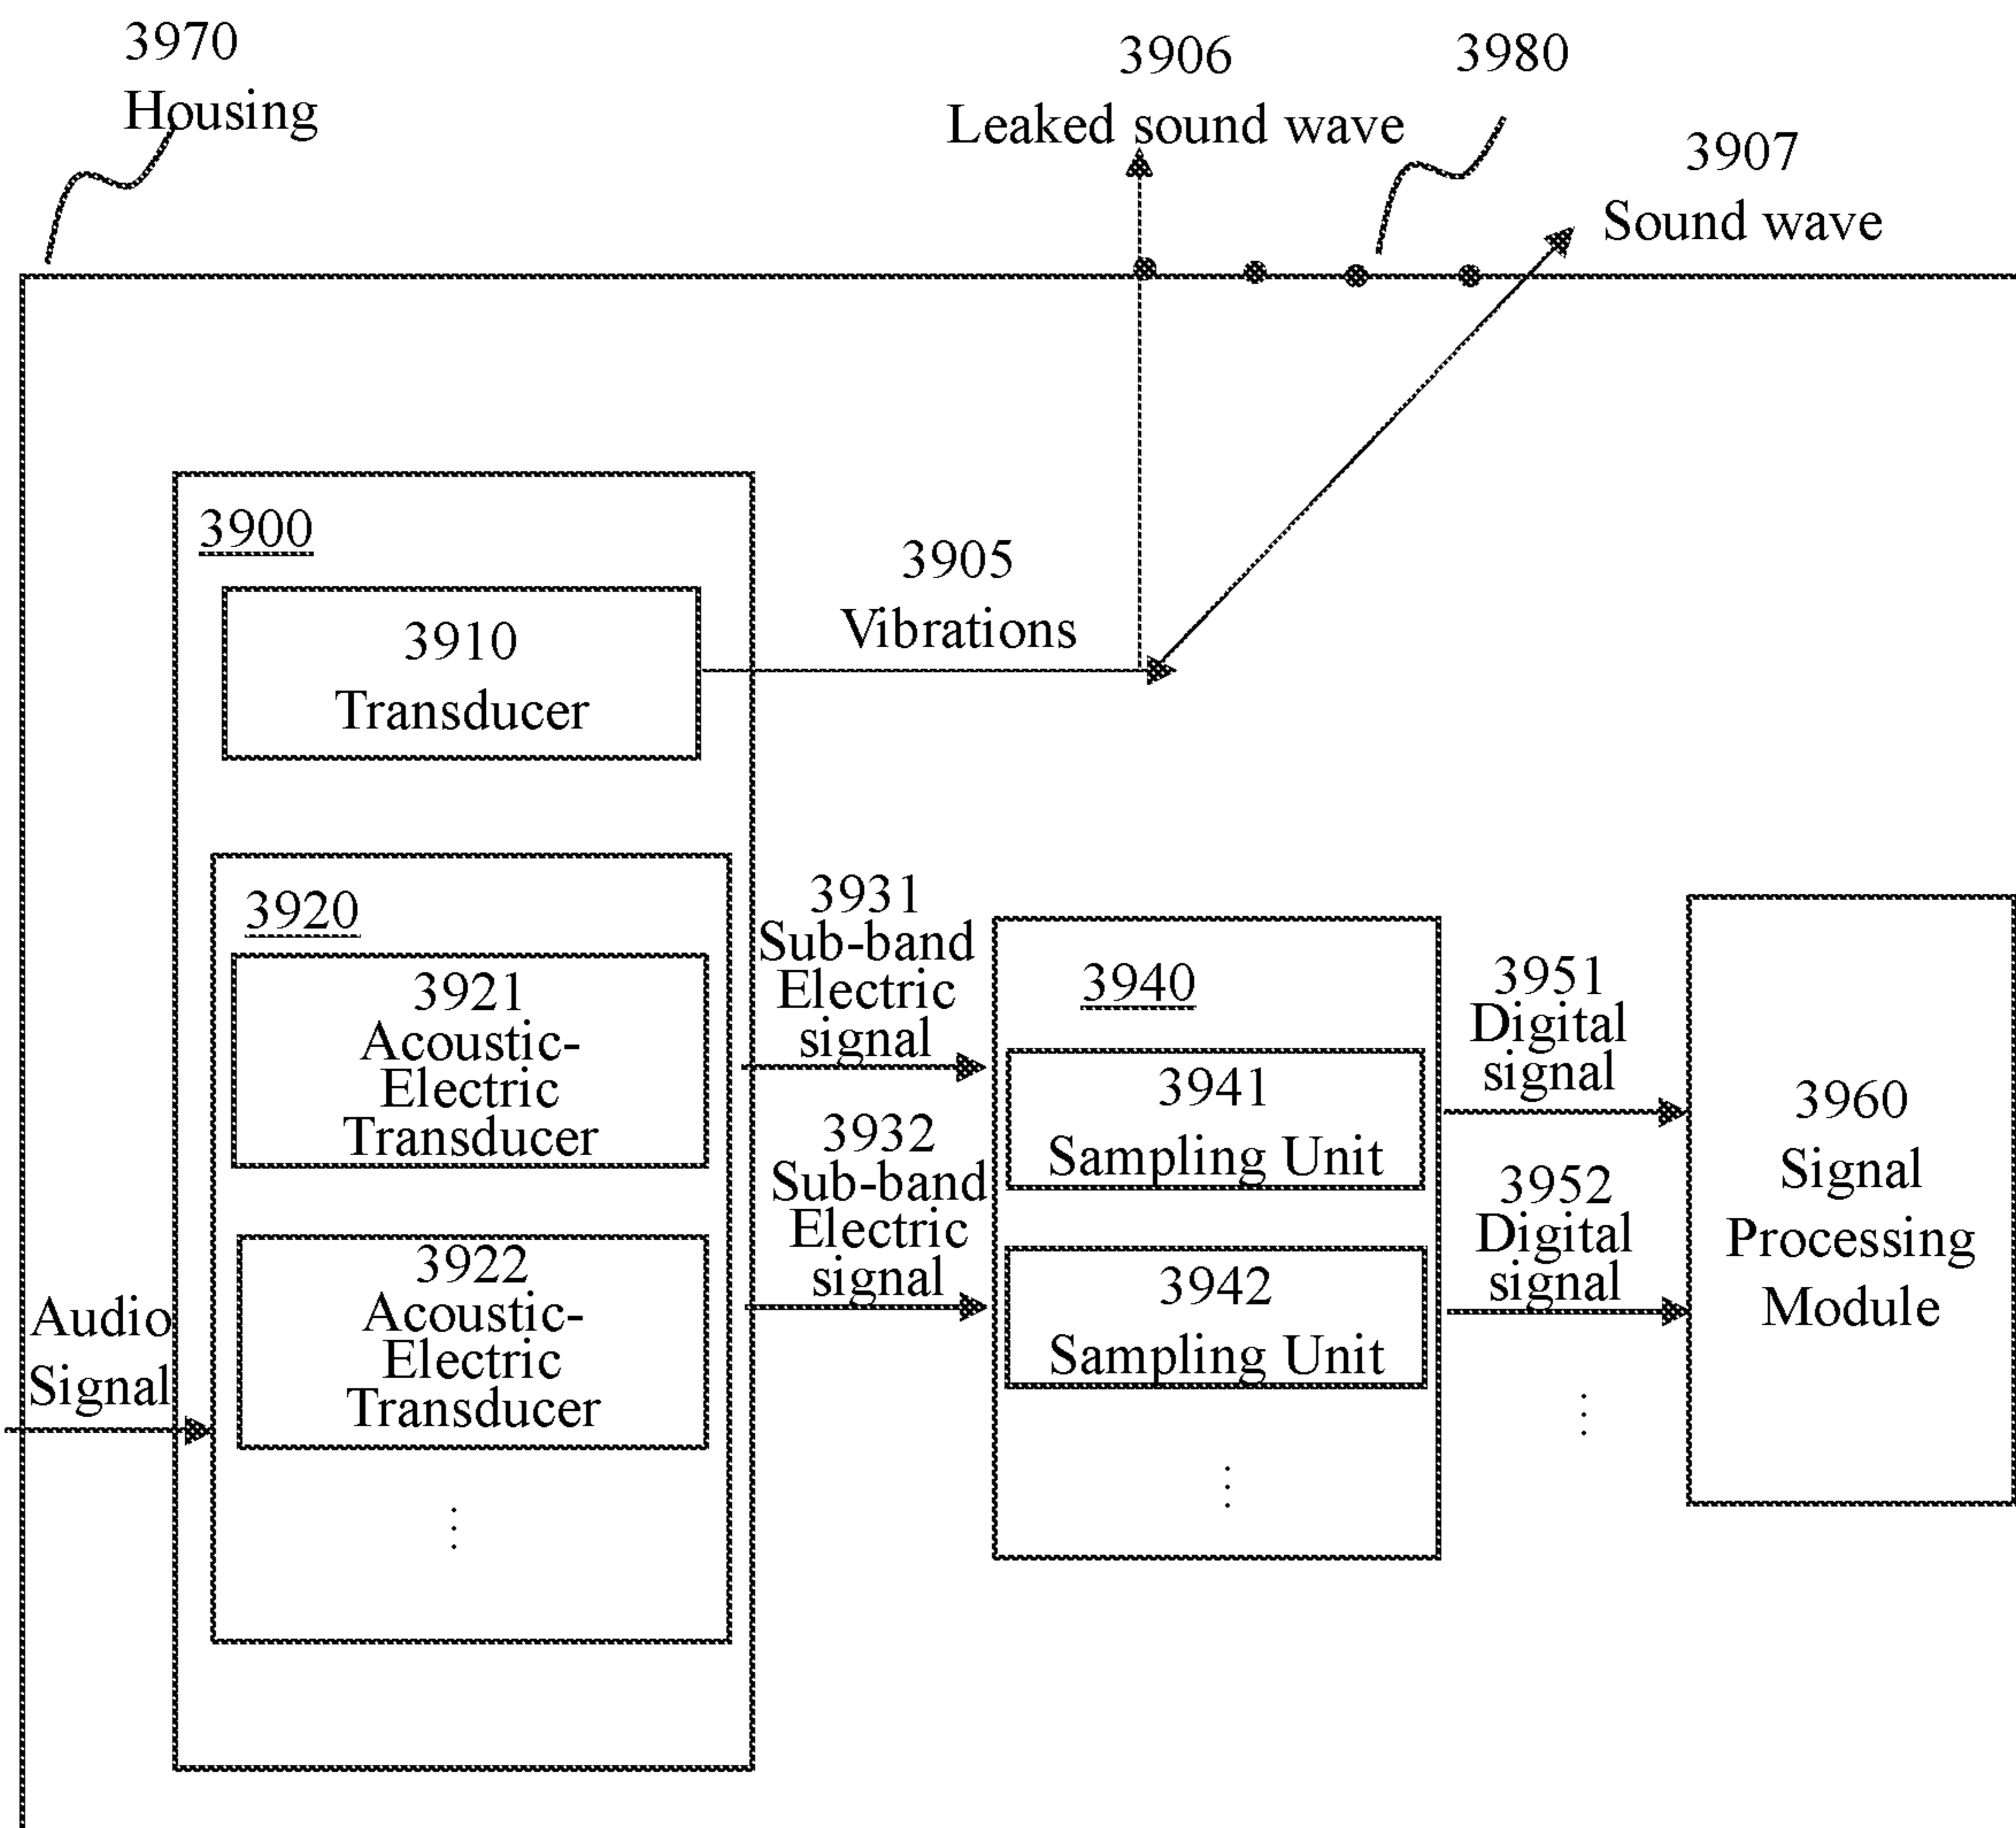 3970
Housing
3906
Leaked sound wave
3980
3907
Sound wave
3900
3910
Transducer
3905
Vibrations
3920
3921
Acoustic-
Electric
Transducer
3922
Acoustic-
Electric
Transducer
⋮
Audio
Signal
3931
Sub-band
Electric
signal
3932
Sub-band
Electric
signal
3940
3941
Sampling Unit
3942
Sampling Unit
⋮
3951
Digital
signal
3952
Digital
signal
⋮
3960
Signal
Processing
Module